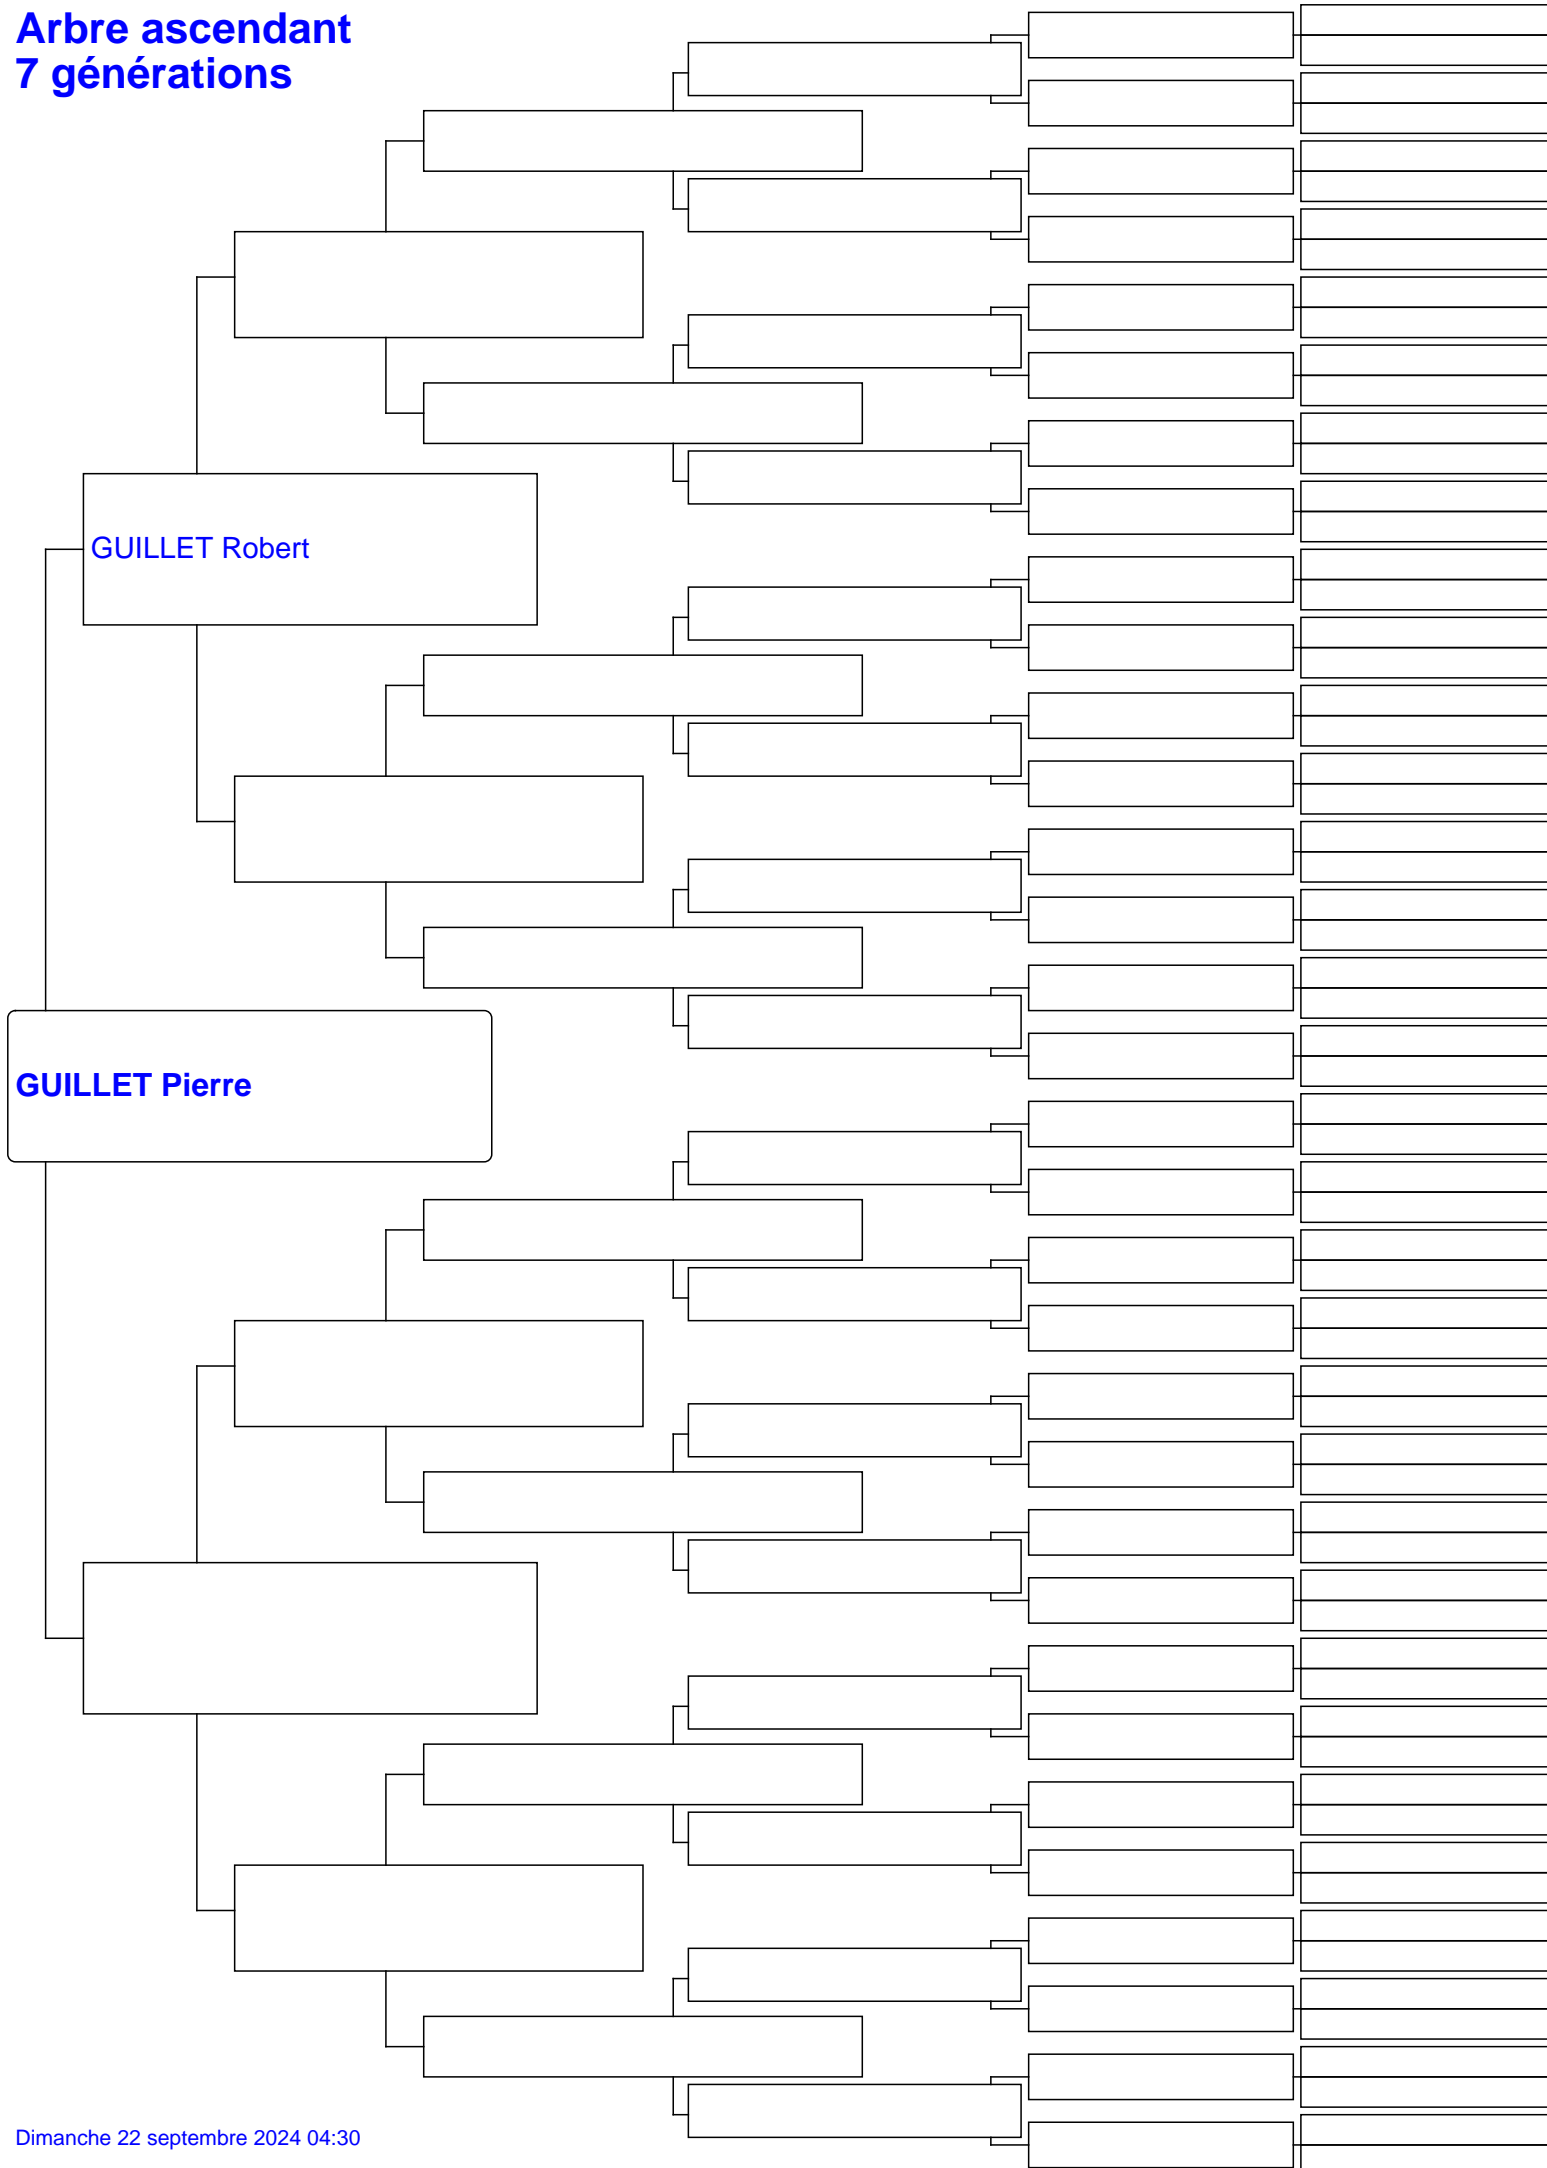 Arbre ascendant
7 générations
GUILLET Robert
GUILLET Pierre
Dimanche 22 septembre 2024 04:30